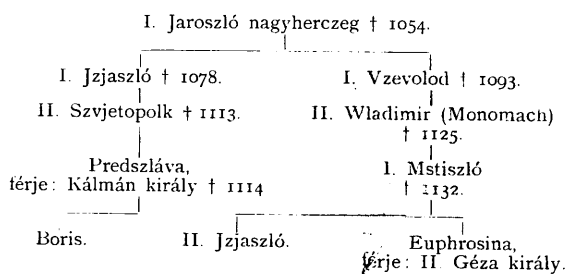 I. Jaroszló nagyherczeg † 1054.
I. Jzjaszló † 1078. I. Vzevolod † 1093.
II. Szvjetopolk † 1113. II. Wladimir (Monomach)
† 1125.
Predszláva, I. Mstiszló
férje: Kálmán király † 1114 † 1132.
Boris. II. Jzjaszló. Euphrosina,
férje: II. Géza király.